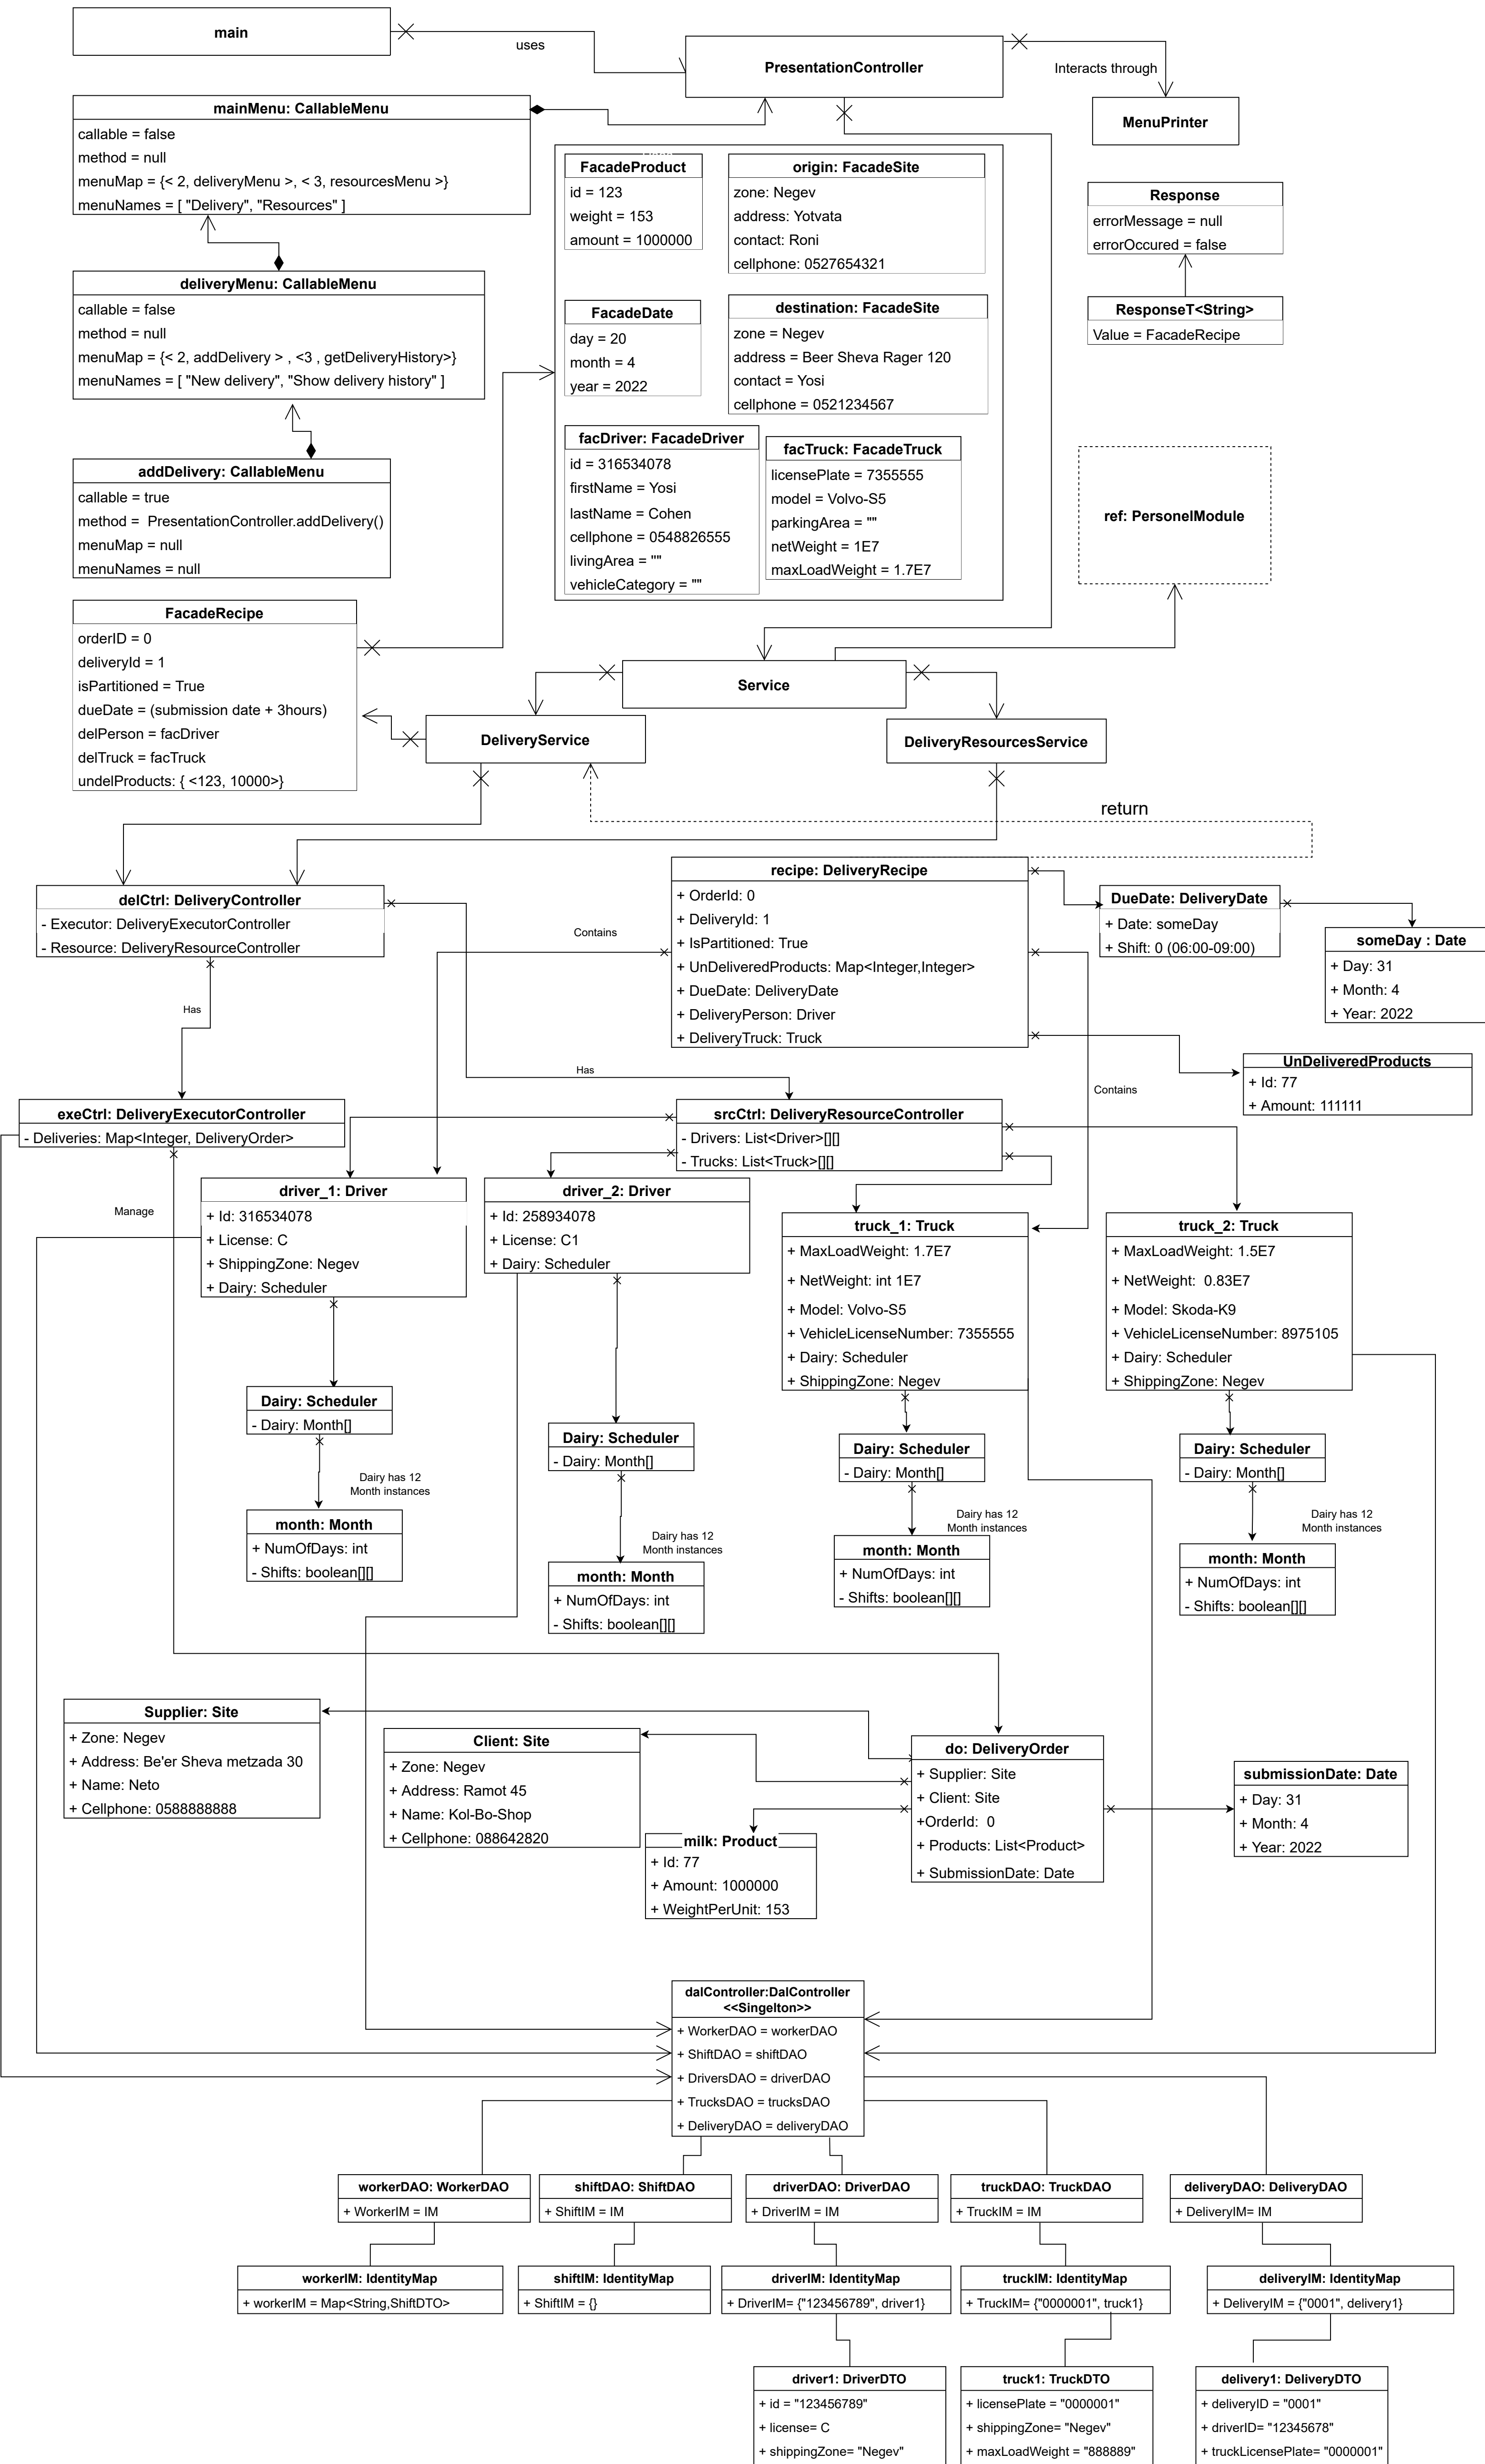 main
uses
PresentationController
Interacts through
MenuPrinter
mainMenu: CallableMenu
callable = false
method = null
menuMap = {< 2, deliveryMenu >, < 3, resourcesMenu >}
menuNames = [ "Delivery", "Resources" ]
deliveryMenu: CallableMenu
callable = false
method = null
menuMap = {< 2, addDelivery > , <3 , getDeliveryHistory>}
menuNames = [ "New delivery", "Show delivery history" ]
addDelivery: CallableMenu
callable = true
method = PresentationController.addDelivery()
menuMap = null
menuNames = null
FacadeProduct
id = 123
weight = 153
amount = 1000000
origin: FacadeSite
zone: Negev
address: Yotvata
contact: Roni
cellphone: 0527654321
FacadeDate
day = 20
month = 4
year = 2022
destination: FacadeSite
zone = Negev
address = Beer Sheva Rager 120
contact = Yosi
cellphone = 0521234567
facDriver: FacadeDriver
id = 316534078
firstName = Yosi
lastName = Cohen
cellphone = 0548826555
livingArea = ""
vehicleCategory = ""
facTruck: FacadeTruck
licensePlate = 7355555
model = Volvo-S5
parkingArea = ""
netWeight = 1E7
maxLoadWeight = 1.7E7
Response
errorMessage = null
errorOccured = false
ResponseT<String>
Value = FacadeRecipe
ref: PersonelModule
FacadeRecipe
orderID = 0
deliveryId = 1
isPartitioned = True
dueDate = (submission date + 3hours)
delPerson = facDriver
delTruck = facTruck
undelProducts: { <123, 10000>}
Service
DeliveryService
DeliveryResourcesService
return
delCtrl: DeliveryController
- Executor: DeliveryExecutorController
- Resource: DeliveryResourceController
Contains
recipe: DeliveryRecipe
+ OrderId: 0
+ DeliveryId: 1
+ IsPartitioned: True
+ UnDeliveredProducts: Map<Integer,Integer>
+ DueDate: DeliveryDate
+ DeliveryPerson: Driver
+ DeliveryTruck: Truck
DueDate: DeliveryDate
+ Date: someDay
+ Shift: 0 (06:00-09:00)
someDay : Date
+ Day: 31
+ Month: 4
+ Year: 2022
UnDeliveredProducts
+ Id: 77
+ Amount: 111111
Has
Has
Contains
exeCtrl: DeliveryExecutorController
- Deliveries: Map<Integer, DeliveryOrder>
srcCtrl: DeliveryResourceController
- Drivers: List<Driver>[][]
- Trucks: List<Truck>[][]
Manage
driver_1: Driver
+ Id: 316534078
+ License: C
+ ShippingZone: Negev
+ Dairy: Scheduler
driver_2: Driver
+ Id: 258934078
+ License: C1
+ Dairy: Scheduler
truck_1: Truck
+ MaxLoadWeight: 1.7E7
+ NetWeight: int 1E7
+ Model: Volvo-S5
+ VehicleLicenseNumber: 7355555
+ Dairy: Scheduler
+ ShippingZone: Negev
truck_2: Truck
+ MaxLoadWeight: 1.5E7
+ NetWeight: 0.83E7
+ Model: Skoda-K9
+ VehicleLicenseNumber: 8975105
+ Dairy: Scheduler
+ ShippingZone: Negev
Dairy: Scheduler
- Dairy: Month[]
Dairy has 12
Month instances
month: Month
+ NumOfDays: int
- Shifts: boolean[][]
Dairy: Scheduler
- Dairy: Month[]
Dairy has 12
Month instances
month: Month
+ NumOfDays: int
- Shifts: boolean[][]
Dairy: Scheduler
- Dairy: Month[]
Dairy has 12
Month instances
month: Month
+ NumOfDays: int
- Shifts: boolean[][]
Dairy: Scheduler
- Dairy: Month[]
Dairy has 12
Month instances
month: Month
+ NumOfDays: int
- Shifts: boolean[][]
Supplier: Site
+ Zone: Negev
+ Address: Be'er Sheva metzada 30
+ Name: Neto
+ Cellphone: 0588888888
Client: Site
+ Zone: Negev
+ Address: Ramot 45
+ Name: Kol-Bo-Shop
+ Cellphone: 088642820
milk: Product
+ Id: 77
+ Amount: 1000000
+ WeightPerUnit: 153
do: DeliveryOrder
+ Supplier: Site
+ Client: Site
+OrderId: 0
+ Products: List<Product>
+ SubmissionDate: Date
submissionDate: Date
+ Day: 31
+ Month: 4
+ Year: 2022
dalController:DalController
<<Singelton>>
+ WorkerDAO = workerDAO
+ ShiftDAO = shiftDAO
+ DriversDAO = driverDAO
+ TrucksDAO = trucksDAO
+ DeliveryDAO = deliveryDAO
workerDAO: WorkerDAO
+ WorkerIM = IM
shiftDAO: ShiftDAO
+ ShiftIM = IM
driverDAO: DriverDAO
+ DriverIM = IM
truckDAO: TruckDAO
+ TruckIM = IM
deliveryDAO: DeliveryDAO
+ DeliveryIM= IM
workerIM: IdentityMap
+ workerIM = Map<String,ShiftDTO>
shiftIM: IdentityMap
+ ShiftIM = {}
driverIM: IdentityMap
+ DriverIM= {"123456789", driver1}
truckIM: IdentityMap
+ TruckIM= {"0000001", truck1}
deliveryIM: IdentityMap
+ DeliveryIM = {"0001", delivery1}
driver1: DriverDTO
+ id = "123456789"
+ license= C
+ shippingZone= "Negev"
truck1: TruckDTO
+ licensePlate = "0000001"
+ shippingZone= "Negev"
+ maxLoadWeight = "888889"
delivery1: DeliveryDTO
+ deliveryID = "0001"
+ driverID= "12345678"
+ truckLicensePlate= "0000001"